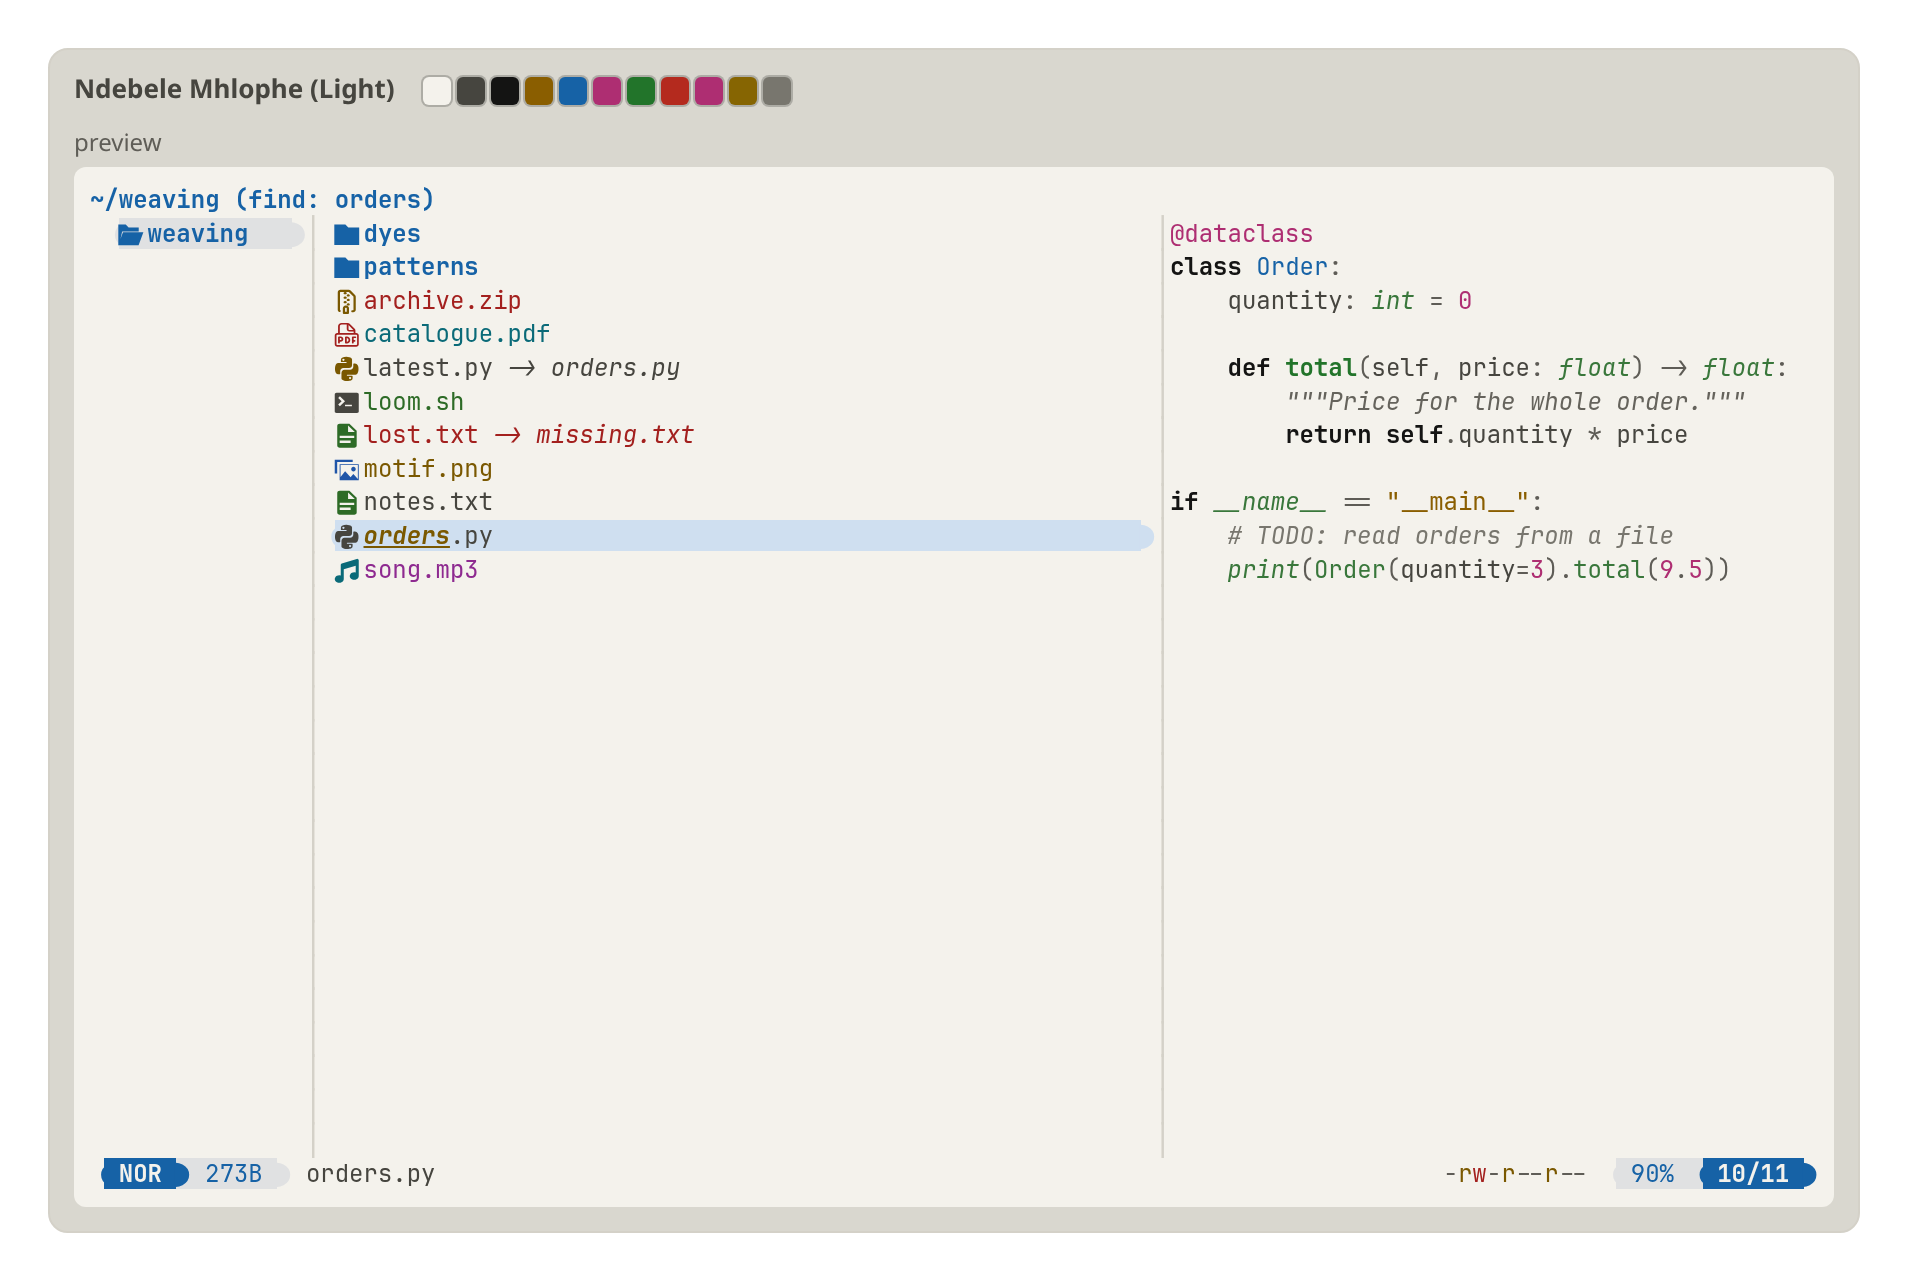 Ndebele Mhlophe (Light)
preview
~/weaving (find: orders)
weaving
dyes
patterns
archive.zip
catalogue.pdf
latest.py -> orders.py
loom.sh
lost.txt -> missing.txt
motif.png
notes.txt
orders.py
song.mp3
@dataclass
class Order:
    quantity: int = 0
    def total(self, price: float) -> float:
        """Price for the whole order."""
        return self.quantity * price
if __name__ == "__main__":
    # TODO: read orders from a file
    print(Order(quantity=3).total(9.5))
NOR 273B orders.py
-rw-r--r-- 90% 10/11